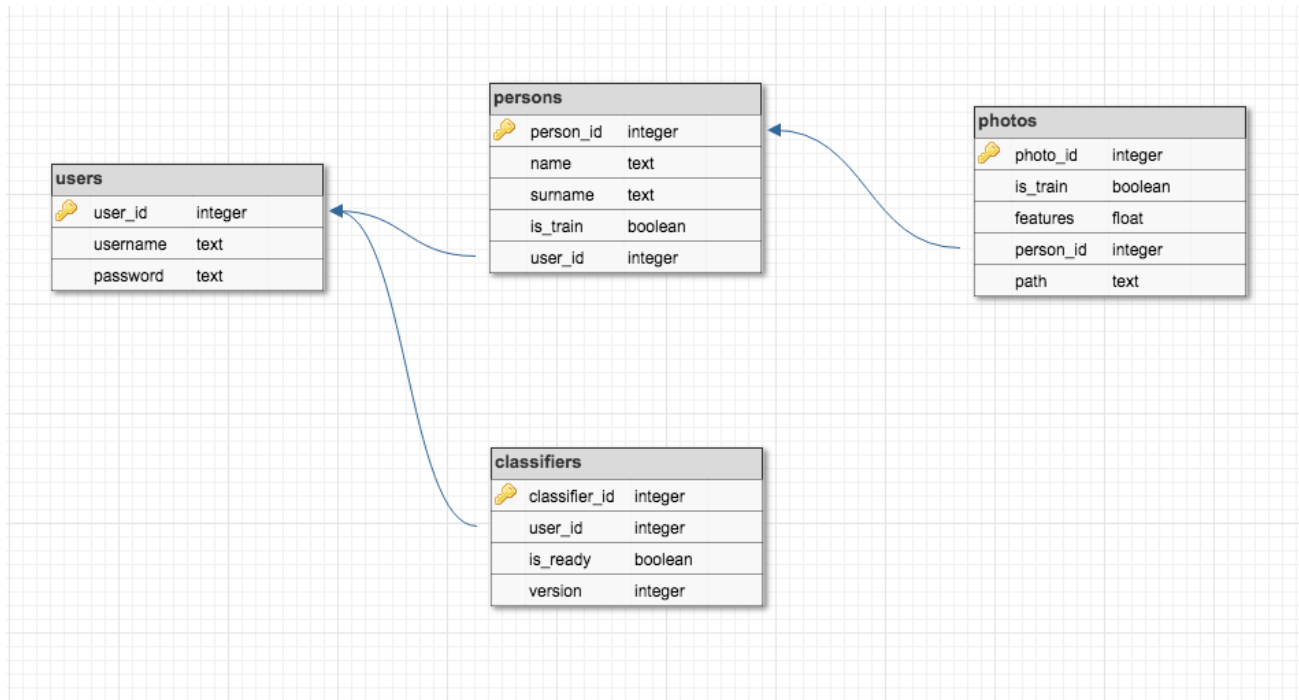 users
user_id integer
username text
password text
persons
person_id integer
name text
surname text
is_train boolean
user_id integer
photos
photo_id integer
is_train boolean
features float
person_id integer
path text
classifiers
classifier_id integer
user_id integer
is_ready boolean
version integer